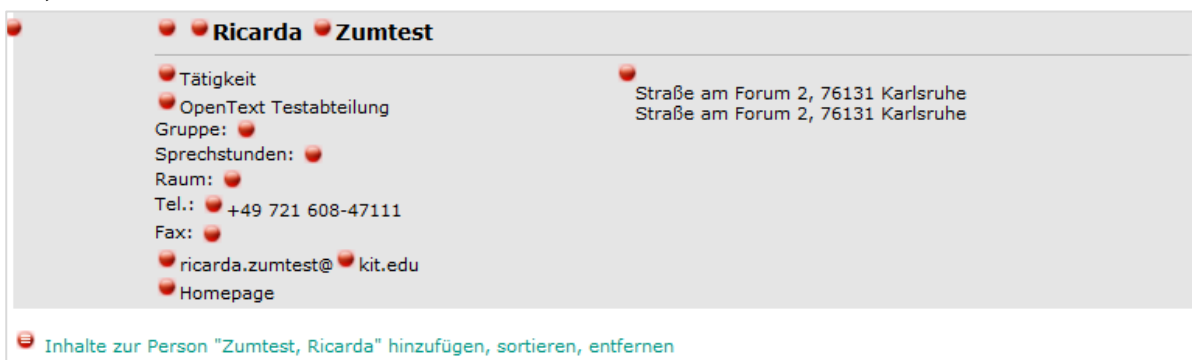 Ricarda Zumtest
Tätigkeit
OpenText Testabteilung
Gruppe:
Sprechstunden:
Raum:
Tel.: +49 721 608-47111
Fax:
ricarda.zumtest@ kit.edu
Homepage
Straße am Forum 2, 76131 Karlsruhe
Straße am Forum 2, 76131 Karlsruhe
Inhalte zur Person "Zumtest, Ricarda" hinzufügen, sortieren, entfernen